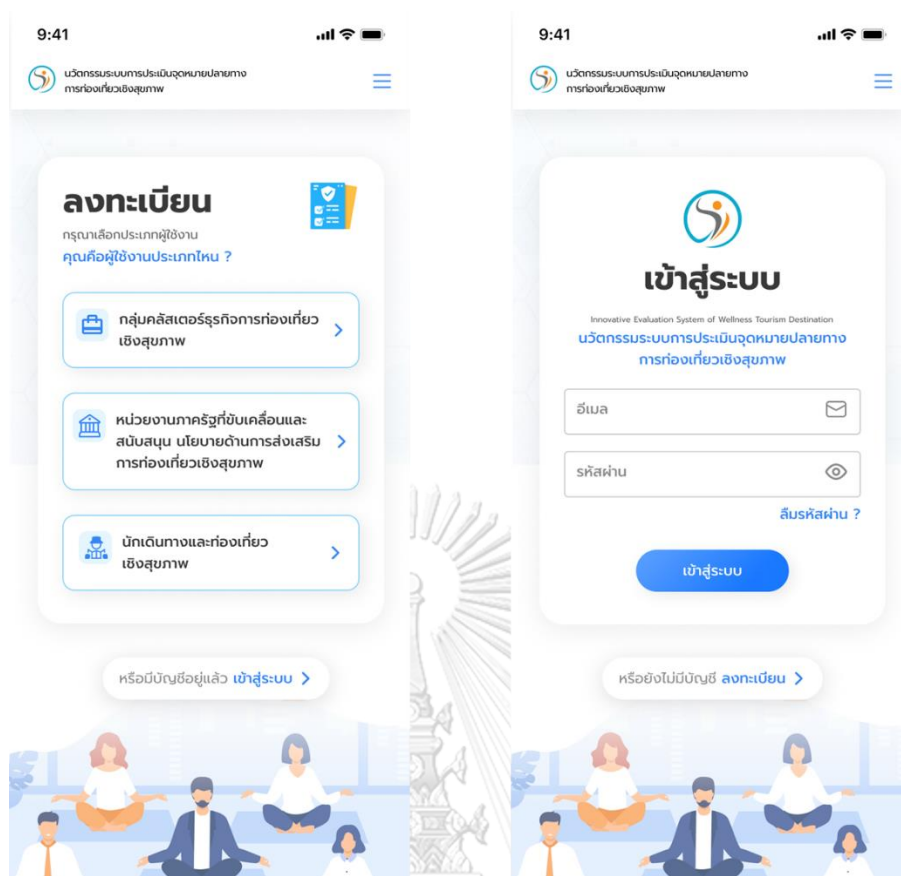 9:41
นวัตกรรมระบบการประเมินจุดหมายปลายทาง
การท่องเที่ยวเชิงสุขภาพ
ลงทะเบียน
กรุณาเลือกประเภทผู้ใช้งาน
คุณคือผู้ใช้งานประเภทไหน ?
กลุ่มคลัสเตอร์ธุรกิจการท่องเที่ยว
เชิงสุขภาพ
หน่วยงานภาครัฐที่ขับเคลื่อนและ
สนับสนุน นโยบายด้านการส่งเสริม
การท่องเที่ยวเชิงสุขภาพ
นักเดินทางและท่องเที่ยว
เชิงสุขภาพ
หรือมีบัญชีอยู่แล้ว เข้าสู่ระบบ
9:41
นวัตกรรมระบบการประเมินจุดหมายปลายทาง
การท่องเที่ยวเชิงสุขภาพ
เข้าสู่ระบบ
Innovative Evaluation System of Wellness Tourism Destination
นวัตกรรมระบบการประเมินจุดหมายปลายทาง
การท่องเที่ยวเชิงสุขภาพ
อีเมล
รหัสผ่าน
ลืมรหัสผ่าน ?
เข้าสู่ระบบ
หรือยังไม่มีบัญชี ลงทะเบียน